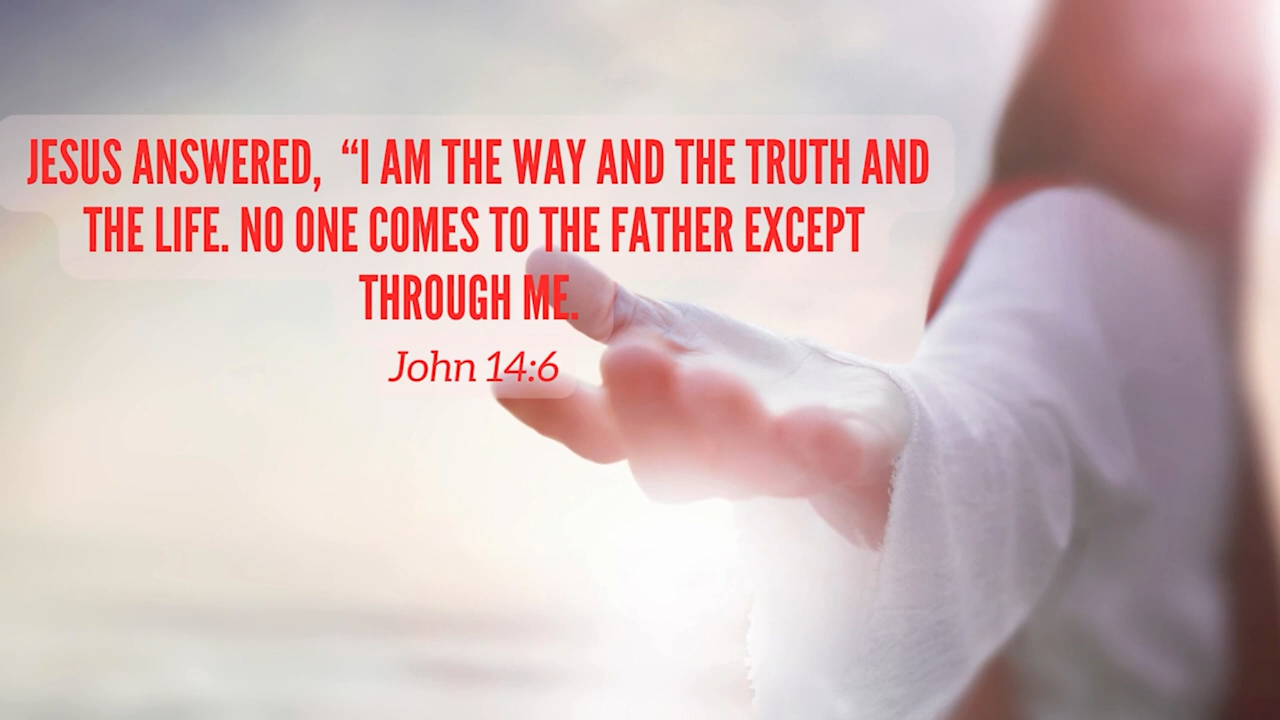 JESUS ANSWERED,  “I AM THE WAY AND THE TRUTH AND
THE LIFE. NO ONE COMES TO THE FATHER EXCEPT
THROUGH ME.
John 14:6